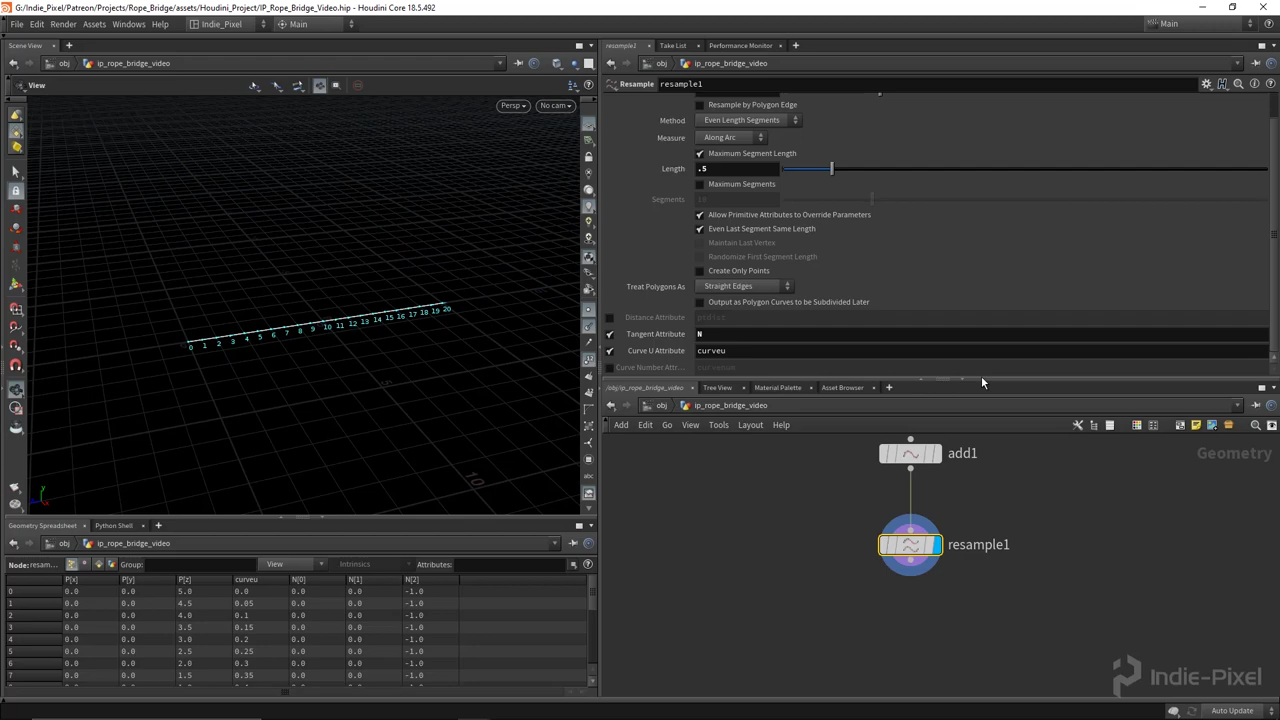 G:/Indie_Pixel/Patreon/Projects/Rope_Bridge/assets/Houdini_Project/IP_Rope_Bridge_Video.hip - Houdini Core 18.5.492
File Edit Render Assets Windows Help Indie_Pixel Main Main
Scene View
obj ip_rope_bridge_video
View
Persp No cam
0 1 2 3 4 5 6 7 8 9 10 11 12 13 14 15 16 17 18 19 20
5
10
Geometry Spreadsheet Python Shell
obj ip_rope_bridge_video
Node: resam... Group: View Intrinsics Attributes:
P[x] P[y] P[z] curveu N[0] N[1] N[2]
0 0.0 0.0 5.0 0.0 0.0 0.0 -1.0
1 0.0 0.0 4.5 0.05 0.0 0.0 -1.0
2 0.0 0.0 4.0 0.1 0.0 0.0 -1.0
3 0.0 0.0 3.5 0.15 0.0 0.0 -1.0
4 0.0 0.0 3.0 0.2 0.0 0.0 -1.0
5 0.0 0.0 2.5 0.25 0.0 0.0 -1.0
6 0.0 0.0 2.0 0.3 0.0 0.0 -1.0
7 0.0 0.0 1.5 0.35 0.0 0.0 -1.0
resample1 Take List Performance Monitor
obj ip_rope_bridge_video
Resample resample1
Resample by Polygon Edge
Method Even Length Segments
Measure Along Arc
Maximum Segment Length
Length .5
Maximum Segments
Segments 10
Allow Primitive Attributes to Override Parameters
Even Last Segment Same Length
Maintain Last Vertex
Randomize First Segment Length
Create Only Points
Treat Polygons As Straight Edges
Output as Polygon Curves to be Subdivided Later
Distance Attribute ptdist
Tangent Attribute N
Curve U Attribute curveu
Curve Number Attr... curvenum
/obj/ip_rope_bridge_video Tree View Material Palette Asset Browser
obj ip_rope_bridge_video
Add Edit Go View Tools Layout Help
add1
Geometry
resample1
Indie-Pixel
Auto Update